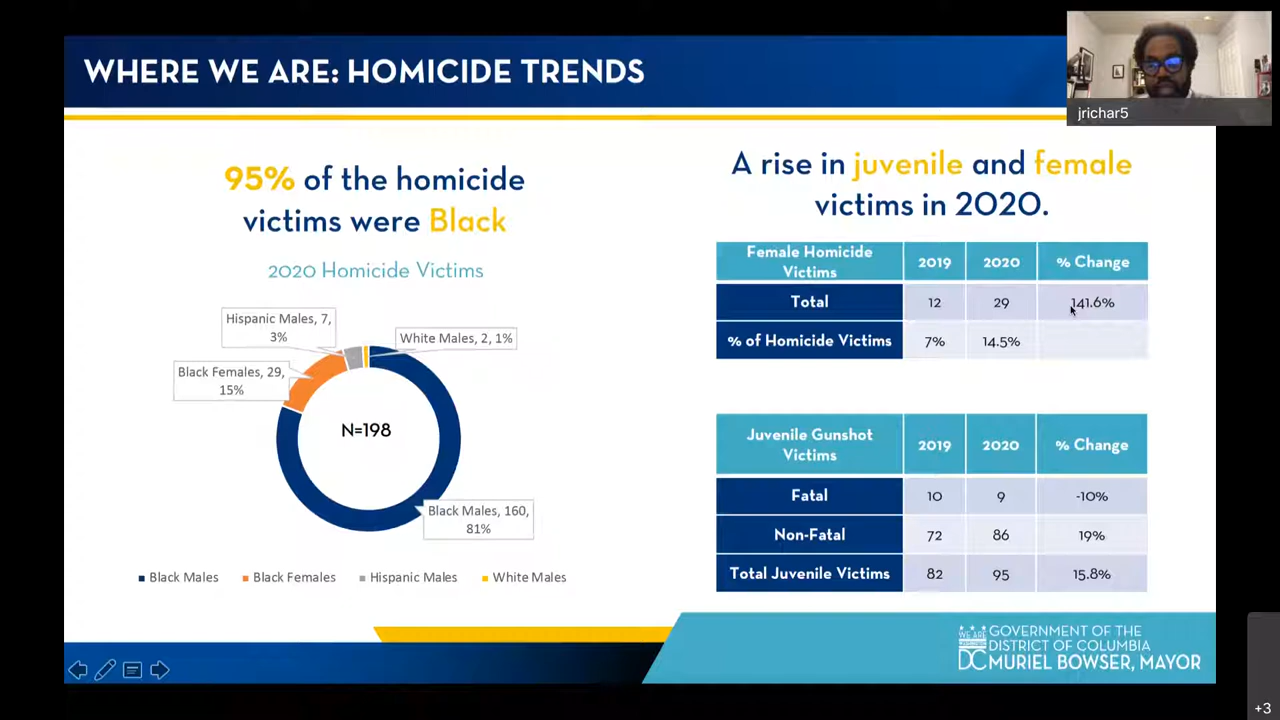 WHERE WE ARE: HOMICIDE TRENDS
jrichar5
95% of the homicide
victims were Black
2020 Homicide Victims
Hispanic Males, 7,
3%
White Males, 2, 1%
Black Females, 29,
15%
N=198
Black Males, 160,
81%
Black Males
Black Females
Hispanic Males
White Males
A rise in juvenile and female
victims in 2020.
Female Homicide
Victims
2019
2020
% Change
Total
12
29
141.6%
% of Homicide Victims
7%
14.5%
Juvenile Gunshot
Victims
2019
2020
% Change
Fatal
10
9
-10%
Non-Fatal
72
86
19%
Total Juvenile Victims
82
95
15.8%
WE ARE
DC
GOVERNMENT OF THE
DISTRICT OF COLUMBIA
MURIEL BOWSER, MAYOR
+3